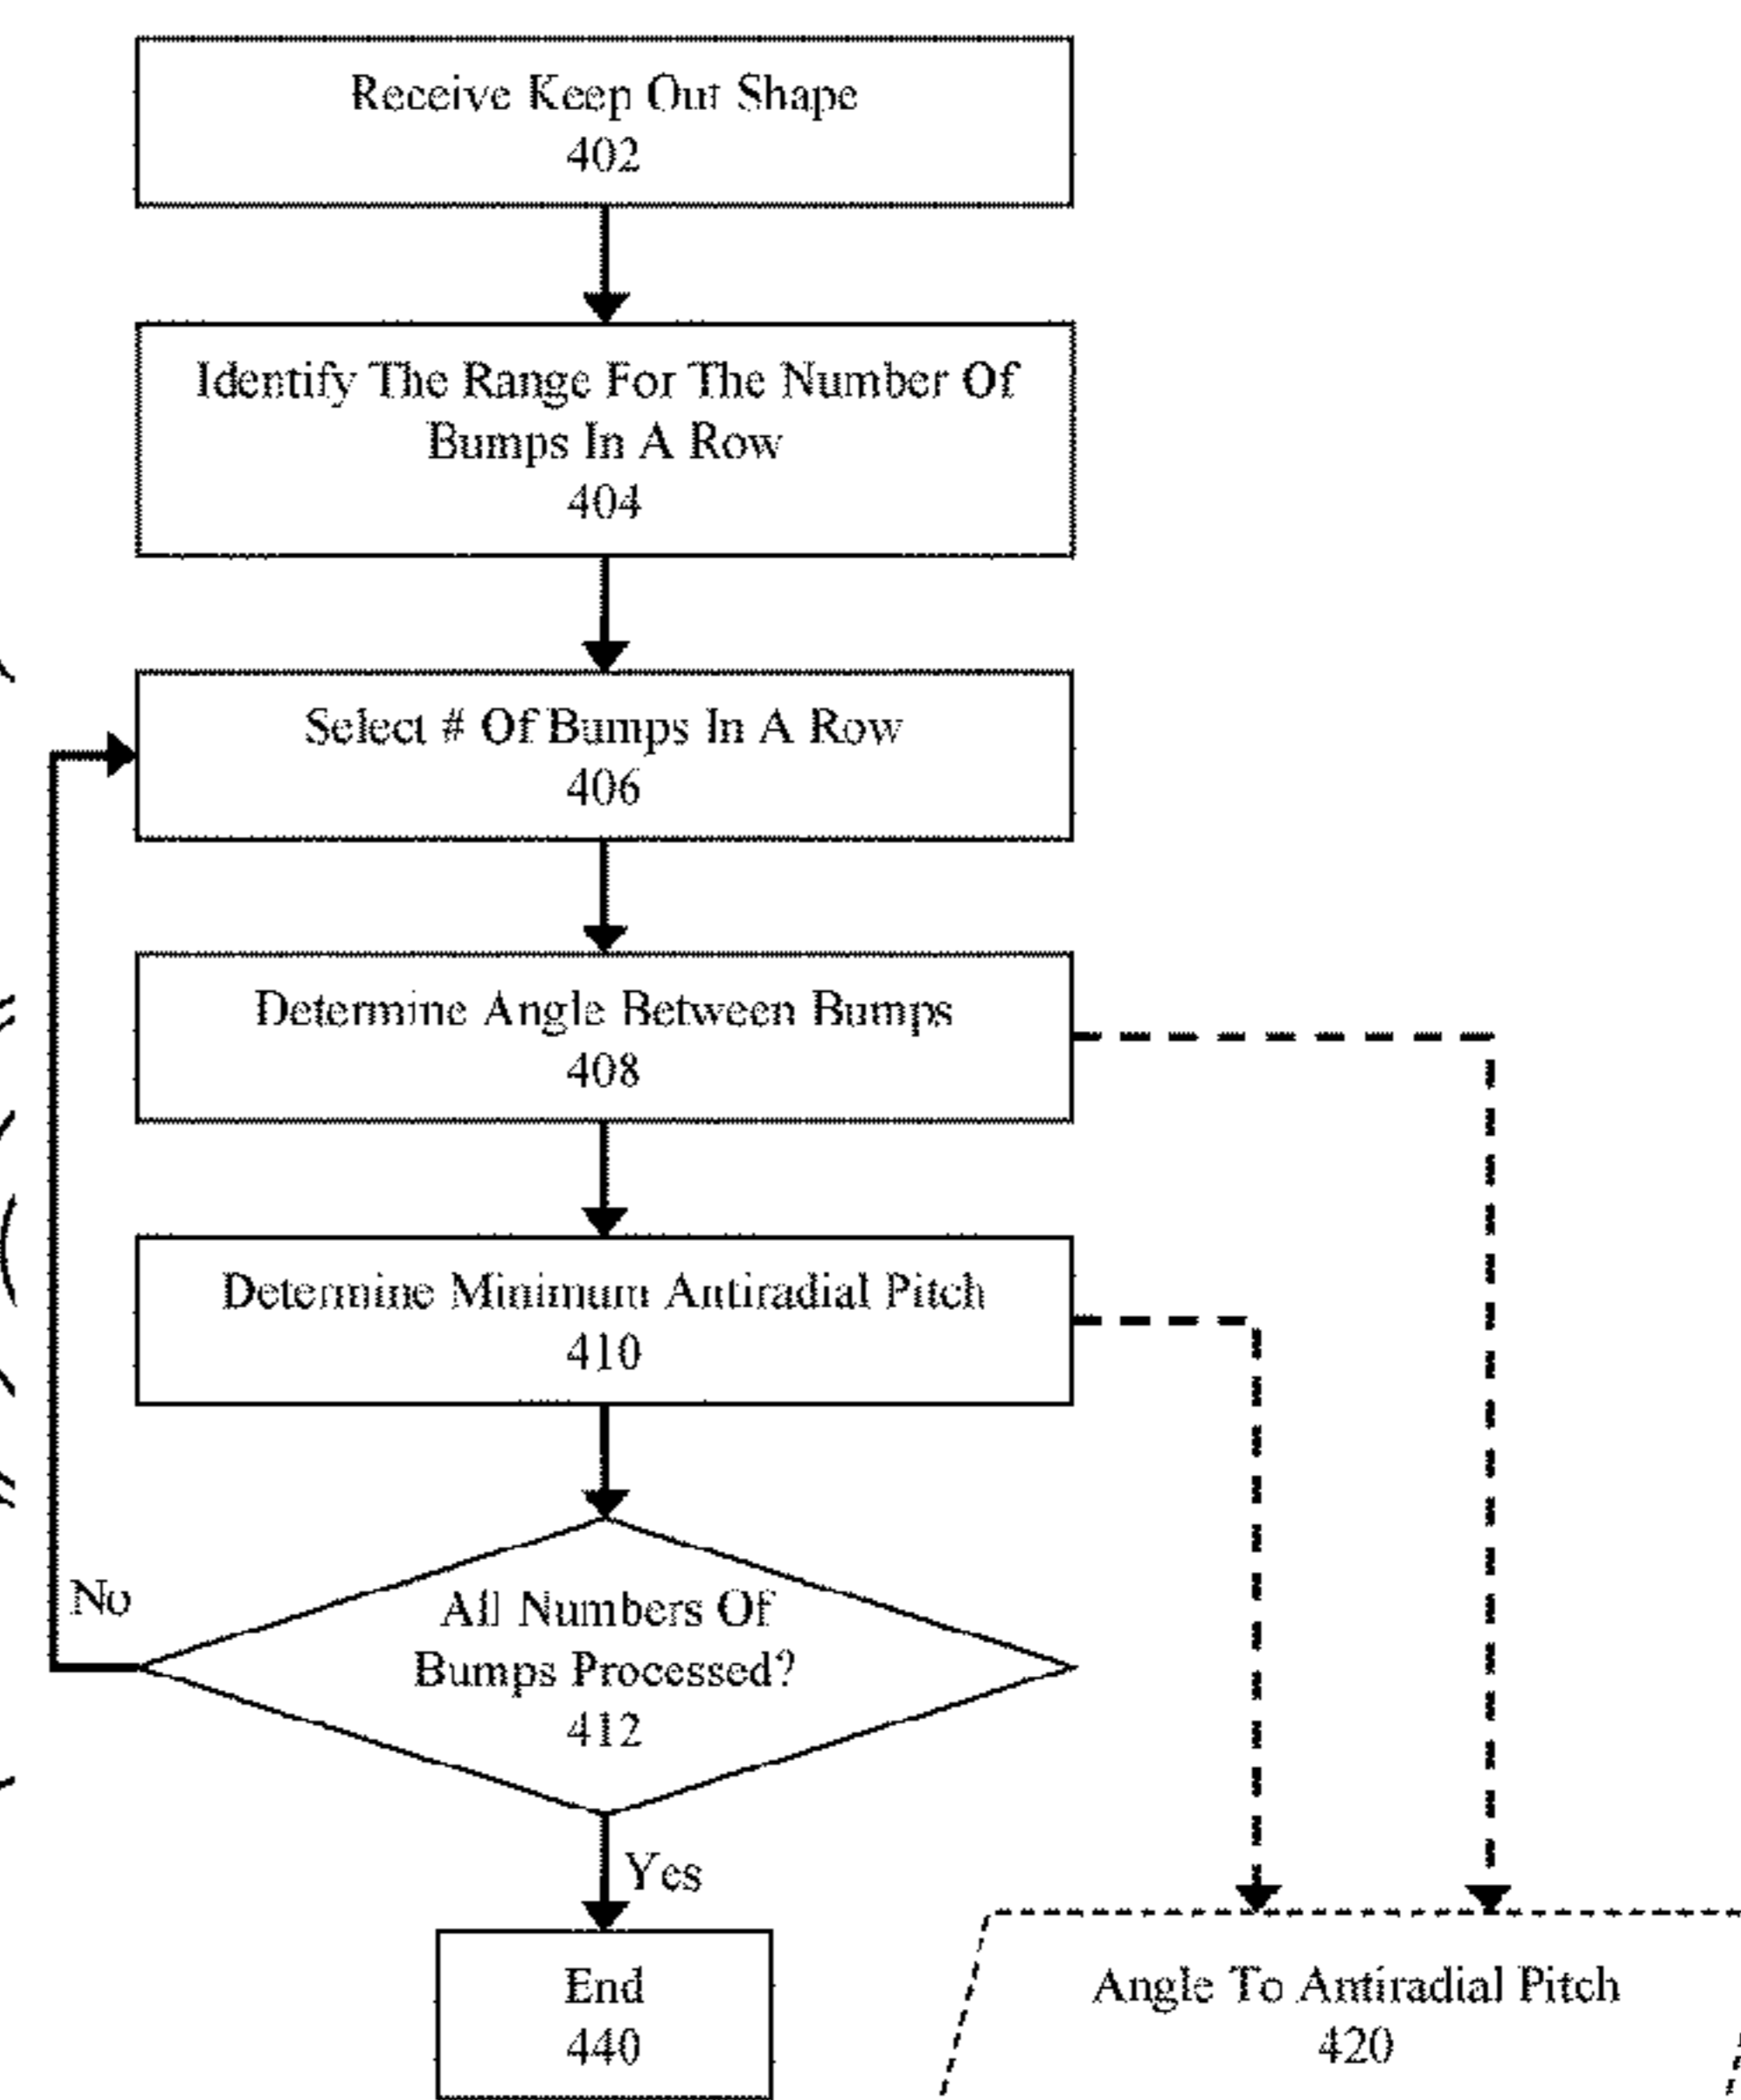 Receive Keep Out Shape
402
Identify The Range For The Number Of
Bumps In A Row
404
Select # Of Bumps In A Row
406
Determine Angle Between Bumps
408
Determine Minimum Antiradial Pitch
410
All Numbers Of
Bumps Processed?
412
No
Yes
End
440
Angle To Antiradial Pitch
420